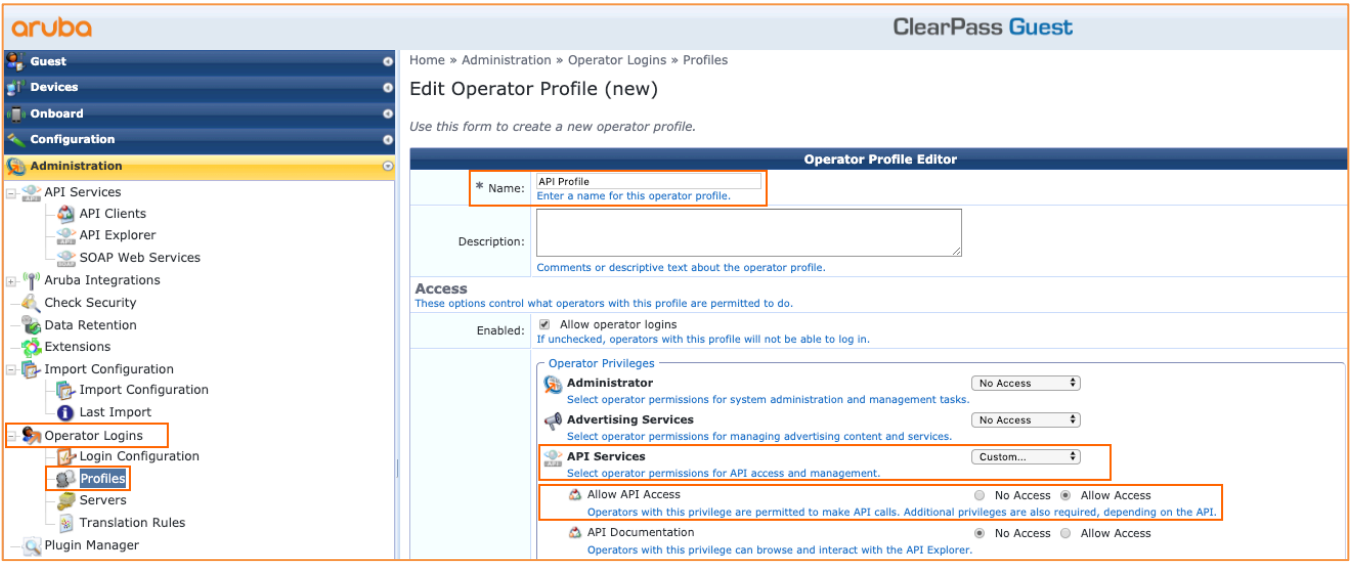 aruba
ClearPass Guest
Guest
Devices
Onboard
Configuration
Administration
API Services
API Clients
API Explorer
SOAP Web Services
Aruba Integrations
Check Security
Data Retention
Extensions
Import Configuration
Import Configuration
Last Import
Operator Logins
Login Configuration
Profiles
Servers
Translation Rules
Plugin Manager
Home » Administration » Operator Logins » Profiles
Edit Operator Profile (new)
Use this form to create a new operator profile.
Operator Profile Editor
* Name: API Profile
Enter a name for this operator profile.
Description:
Comments or descriptive text about the operator profile.
Access
These options control what operators with this profile are permitted to do.
Enabled: Allow operator logins
If unchecked, operators with this profile will not be able to log in.
Operator Privileges
Administrator No Access
Select operator permissions for system administration and management tasks.
Advertising Services No Access
Select operator permissions for managing advertising content and services.
API Services Custom...
Select operator permissions for API access and management.
Allow API Access No Access Allow Access
Operators with this privilege are permitted to make API calls. Additional privileges are also required, depending on the API.
API Documentation No Access Allow Access
Operators with this privilege can browse and interact with the API Explorer.